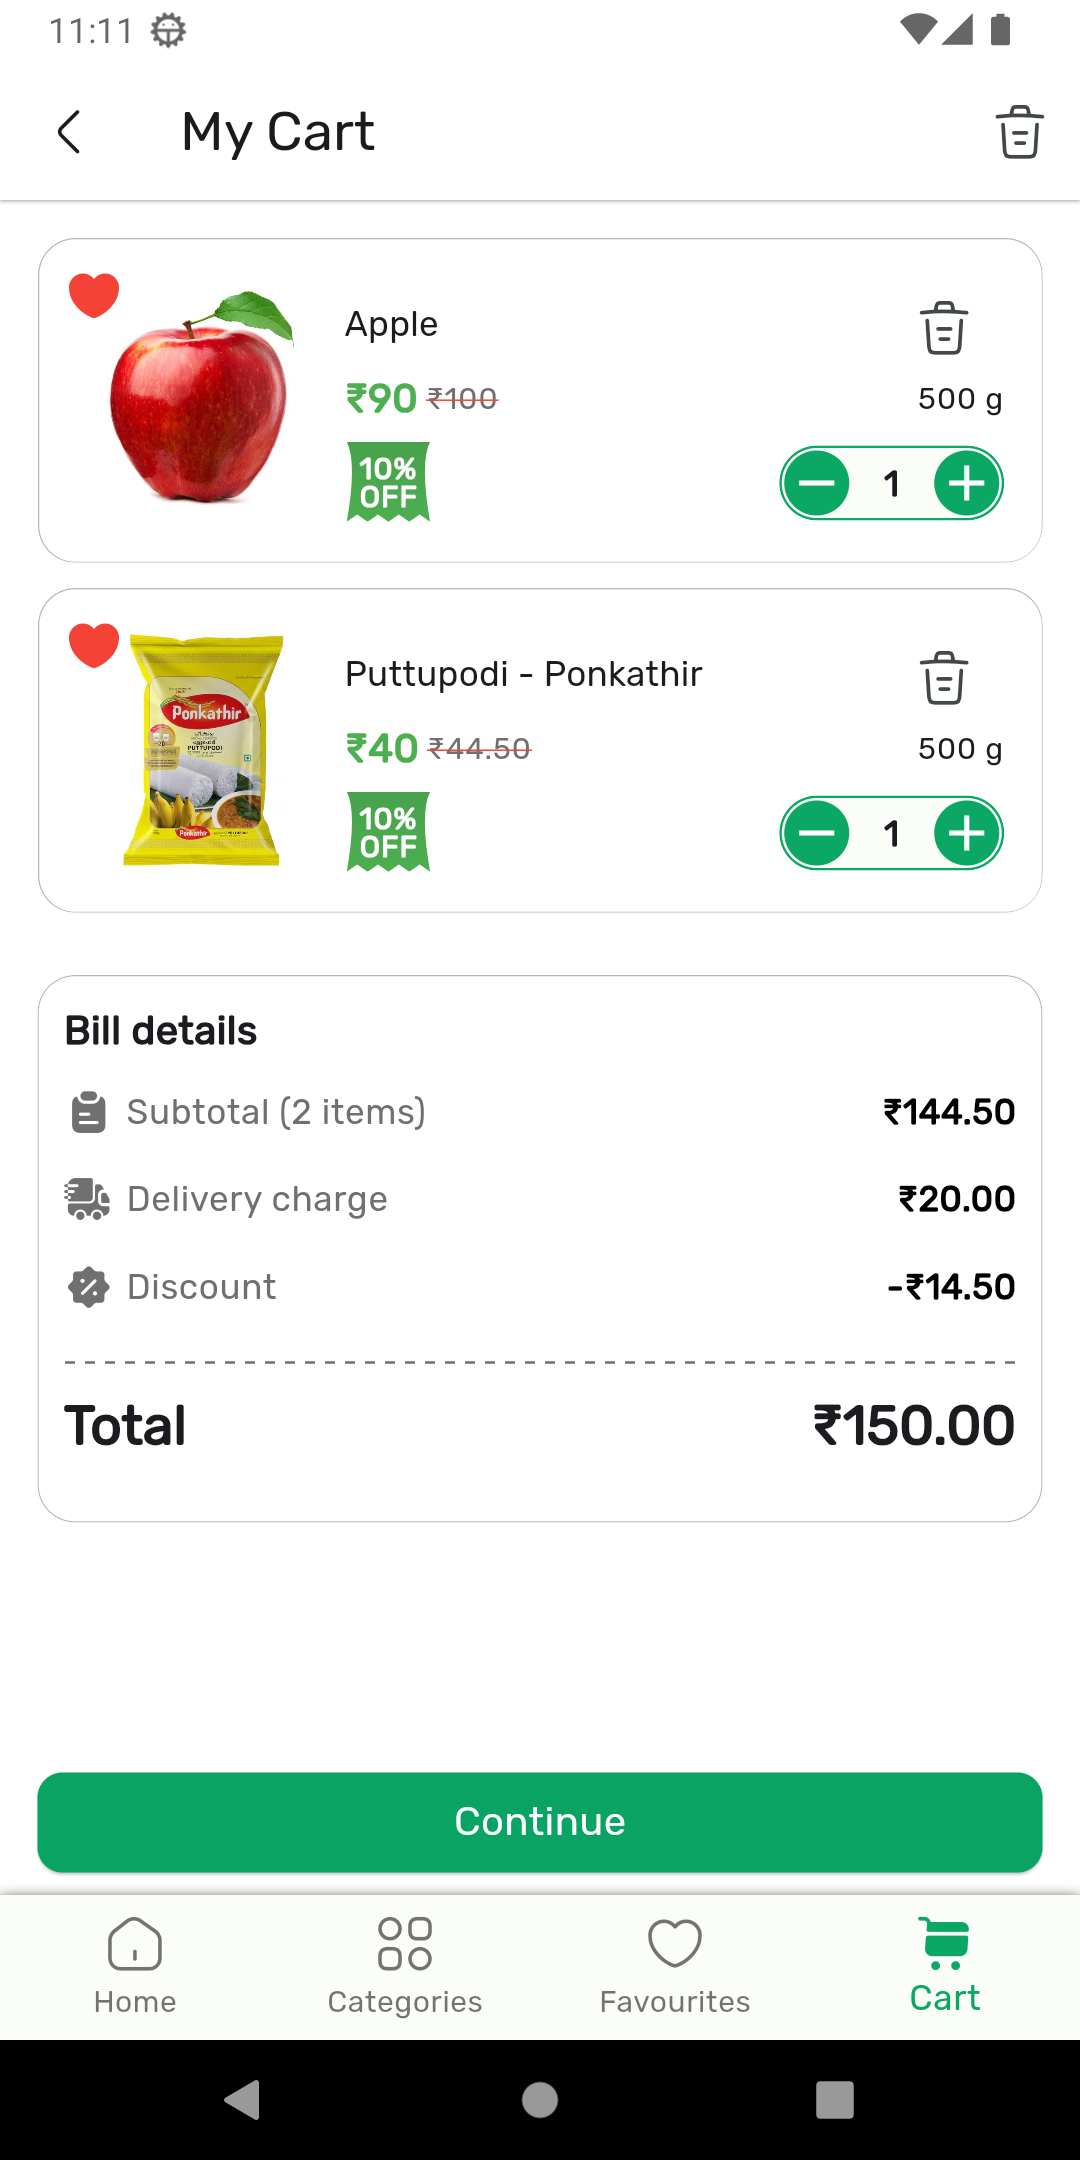 11:11
My Cart
Apple
₹90 ₹100
500 g
10%
OFF
1
Ponkathir
PUTTUPODI
Ponkathir
Puttupodi - Ponkathir
₹40 ₹44.50
500 g
10%
OFF
1
Bill details
Subtotal (2 items) ₹144.50
Delivery charge ₹20.00
Discount -₹14.50
Total ₹150.00
Continue
Home Categories Favourites Cart